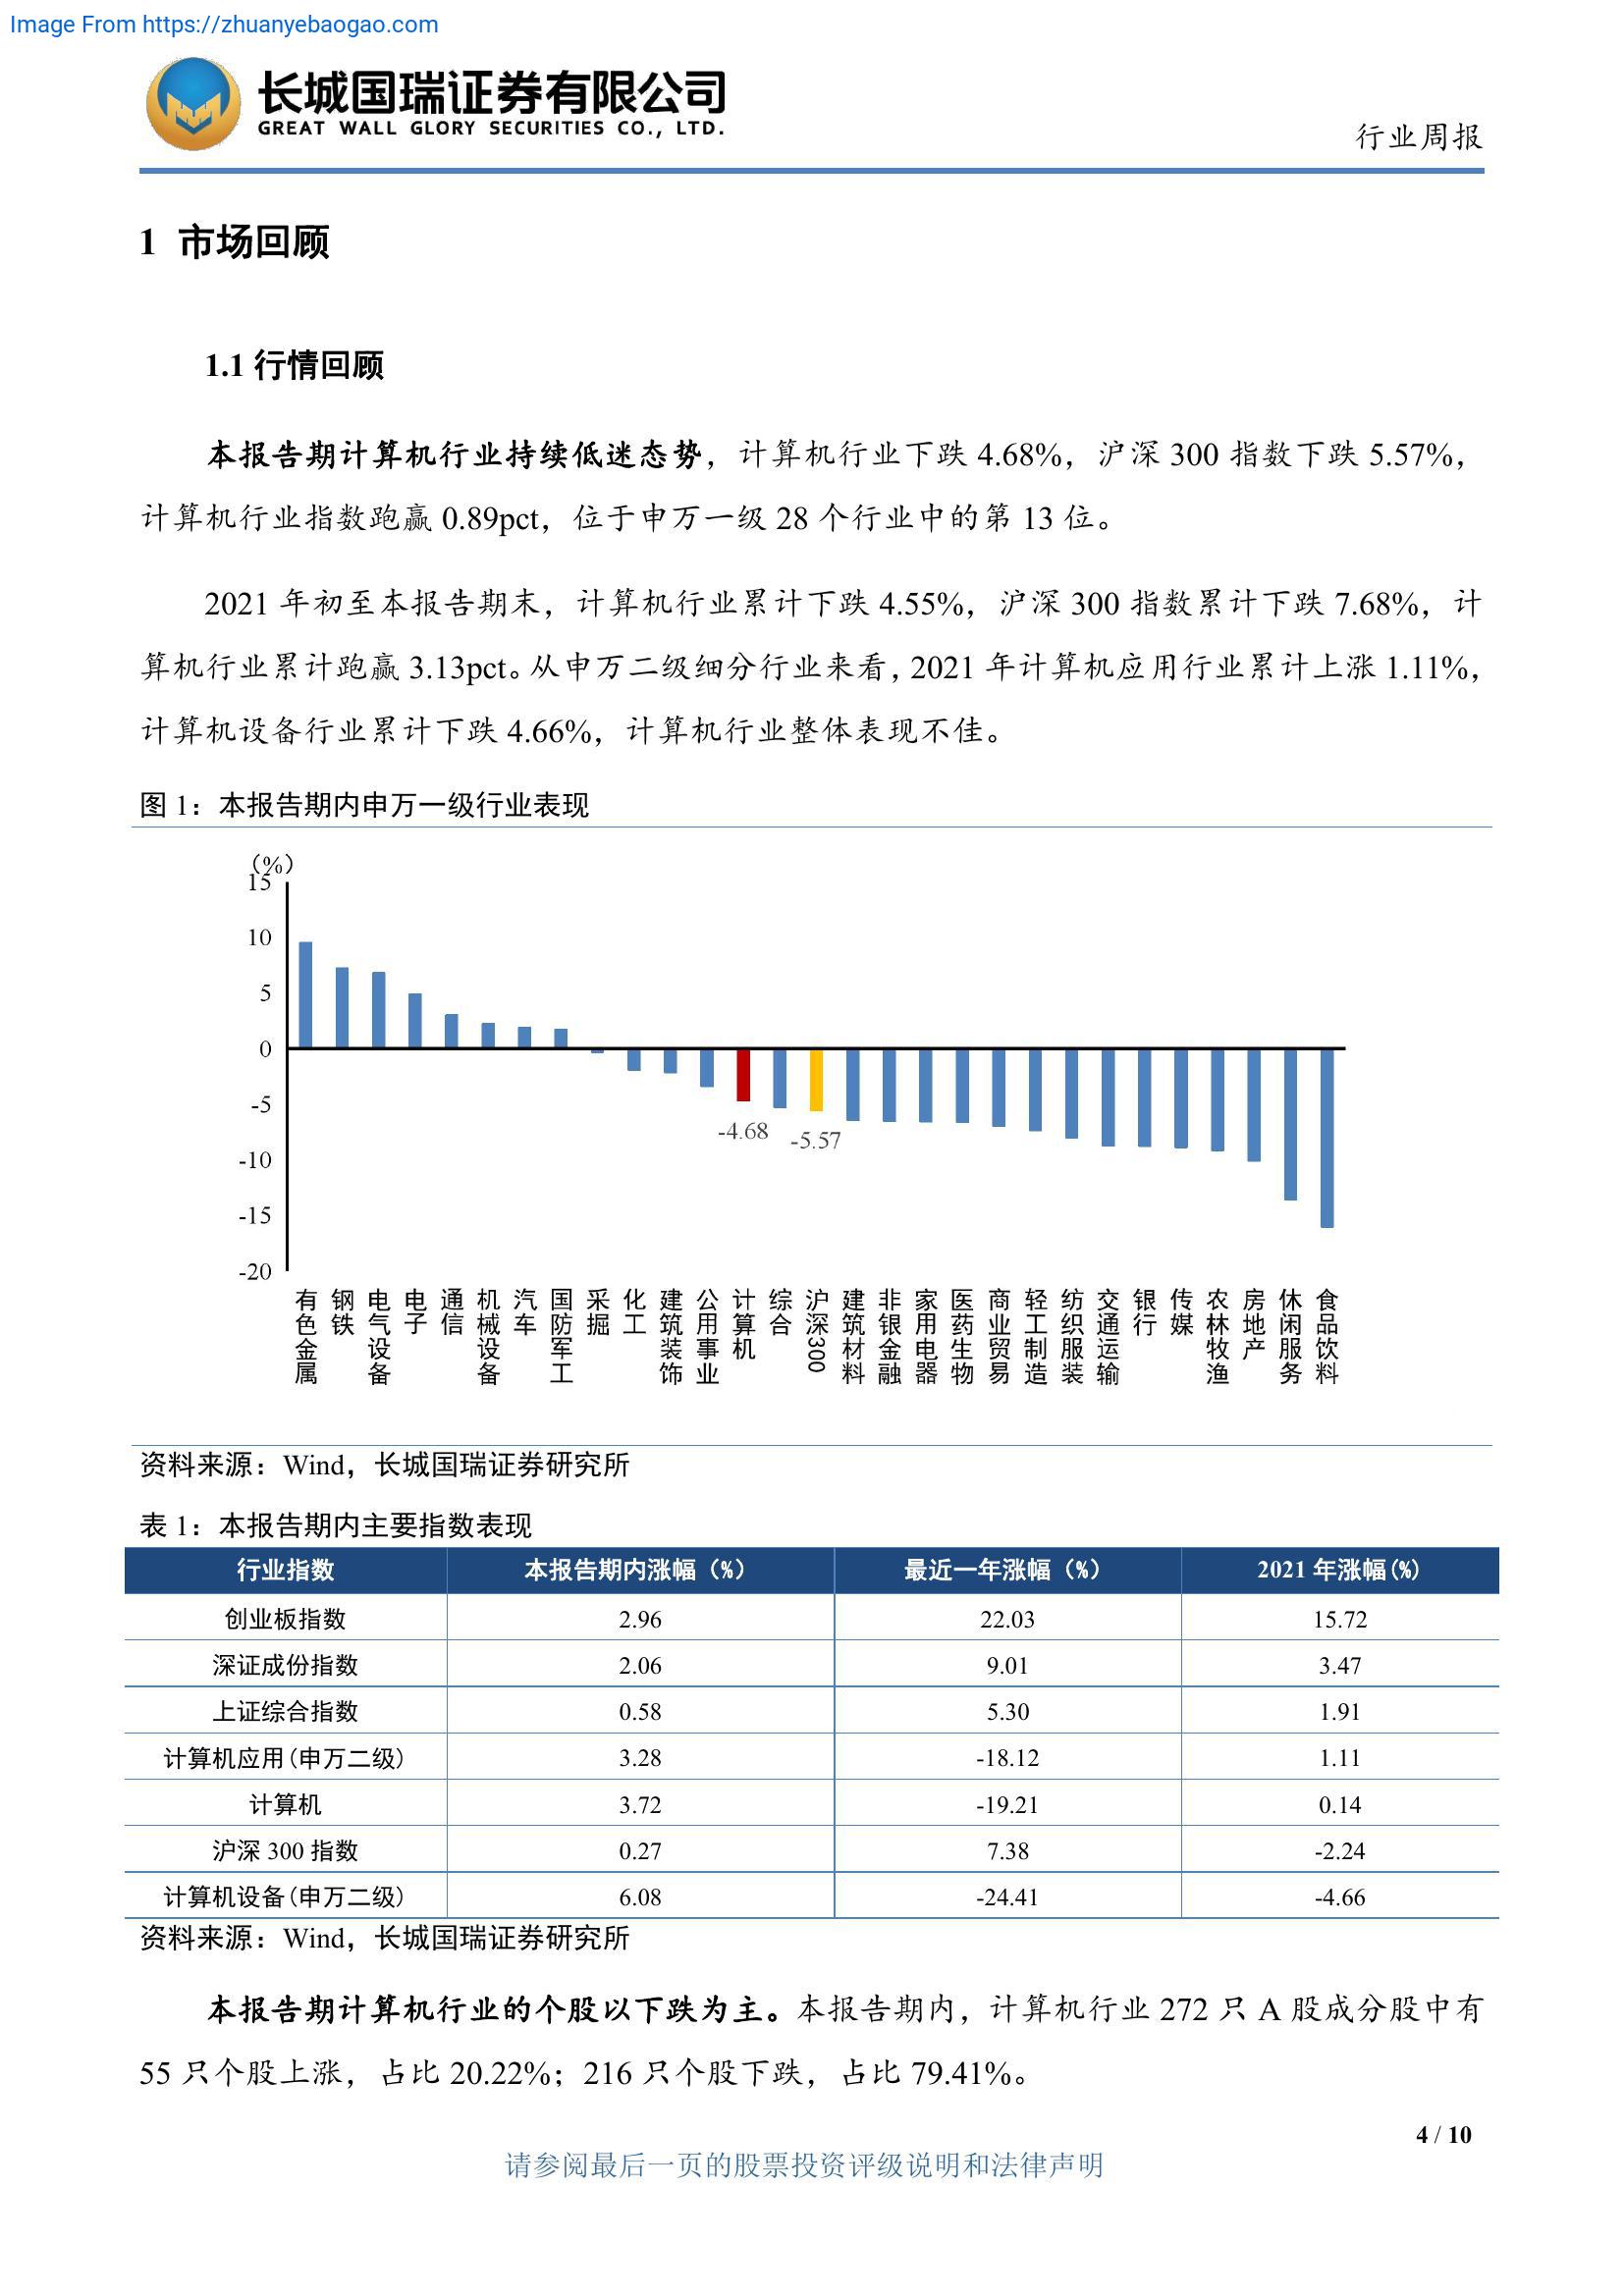 Image From https://zhuanyebaogao.com
长城国瑞证券有限公司
GREAT WALL GLORY SECURITIES CO., LTD.
行业周报
1 市场回顾
1.1 行情回顾
本报告期计算机行业持续低迷态势，计算机行业下跌 4.68%，沪深 300 指数下跌 5.57%，
计算机行业指数跑赢 0.89pct，位于申万一级 28 个行业中的第 13 位。
2021 年初至本报告期末，计算机行业累计下跌 4.55%，沪深 300 指数累计下跌 7.68%，计
算机行业累计跑赢 3.13pct。从申万二级细分行业来看，2021 年计算机应用行业累计上涨 1.11%，
计算机设备行业累计下跌 4.66%，计算机行业整体表现不佳。
图 1：本报告期内申万一级行业表现
（%）
15
10
5
0
-5
-10
-15
-20
-4.68
-5.57
有色金属 钢铁 电气设备 电子 通信 机械设备 汽车 国防军工 采掘 化工 建筑装饰 公用事业 计算机 综合 沪深300 建筑材料 非银金融 家用电器 医药生物 商业贸易 轻工制造 纺织服装 交通运输 银行 传媒 农林牧渔 房地产 休闲服务 食品饮料
资料来源：Wind，长城国瑞证券研究所
表 1：本报告期内主要指数表现
行业指数 本报告期内涨幅（%） 最近一年涨幅（%） 2021 年涨幅(%)
创业板指数 2.96 22.03 15.72
深证成份指数 2.06 9.01 3.47
上证综合指数 0.58 5.30 1.91
计算机应用(申万二级) 3.28 -18.12 1.11
计算机 3.72 -19.21 0.14
沪深 300 指数 0.27 7.38 -2.24
计算机设备(申万二级) 6.08 -24.41 -4.66
资料来源：Wind，长城国瑞证券研究所
本报告期计算机行业的个股以下跌为主。本报告期内，计算机行业 272 只 A 股成分股中有
55 只个股上涨，占比 20.22%；216 只个股下跌，占比 79.41%。
4 / 10
请参阅最后一页的股票投资评级说明和法律声明